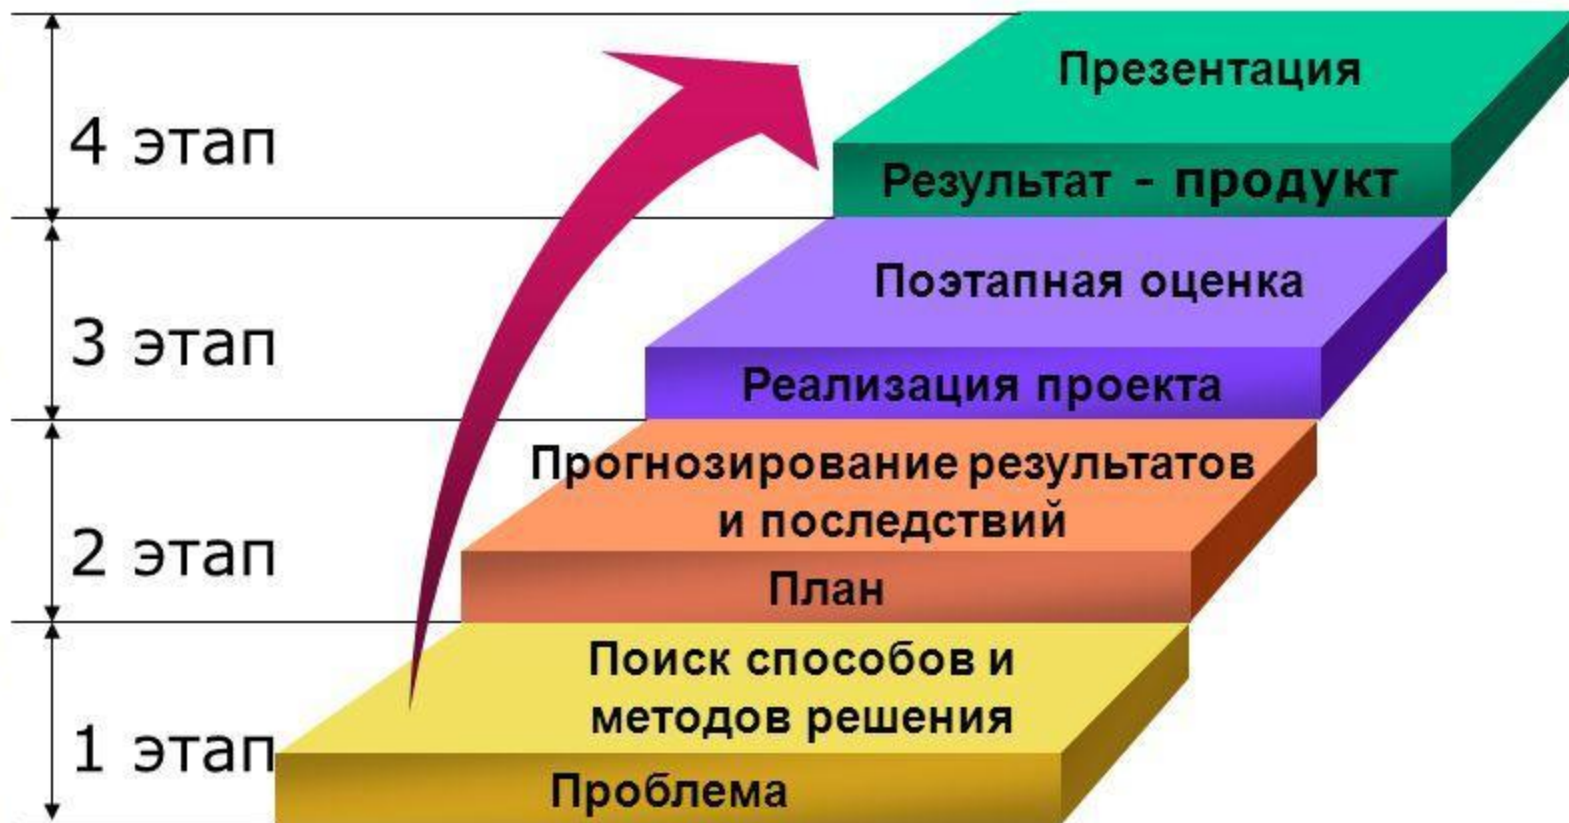 4 этап
Презентация
Результат - продукт
3 этап
Поэтапная оценка
Реализация проекта
2 этап
Прогнозирование результатов
и последствий
План
1 этап
Поиск способов и
методов решения
Проблема